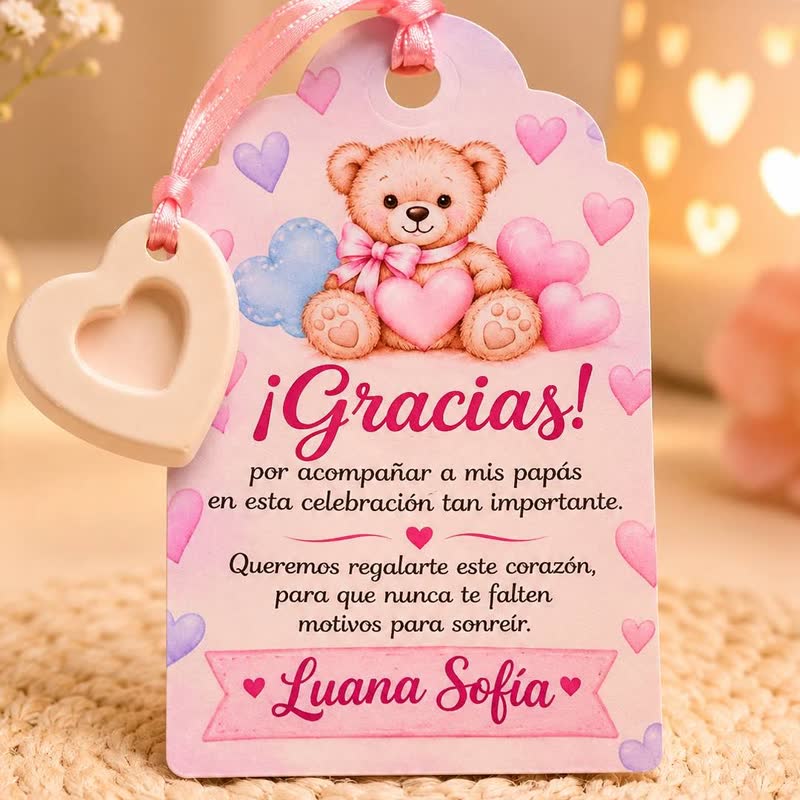 ¡Gracias!
por acompañar a mis papás
en esta celebración tan importante.
Queremos regalarte este corazón,
para que nunca te falten
motivos para sonreír.
Luana Sofía